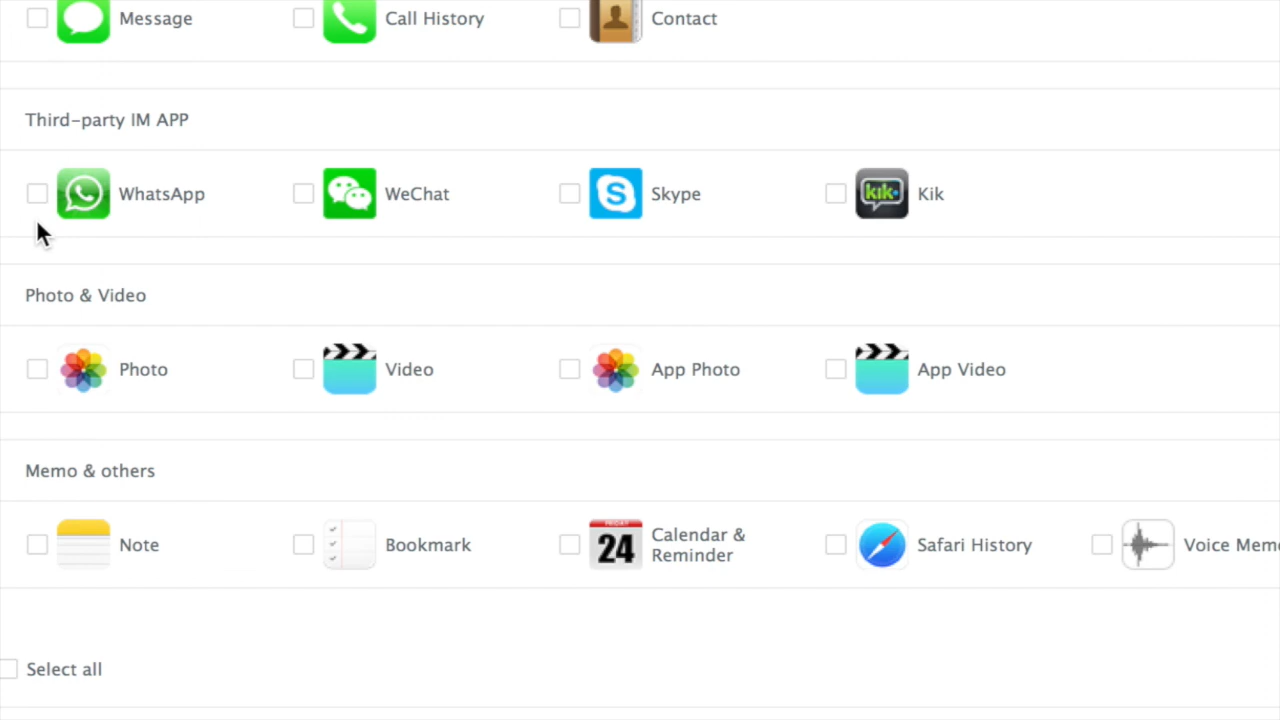 Message Call History Contact
Third-party IM APP
WhatsApp WeChat Skype kik Kik
Photo & Video
Photo Video App Photo App Video
Memo & others
FRIDAY
Note Bookmark 24 Calendar & Safari History Voice Mem
Reminder
Select all